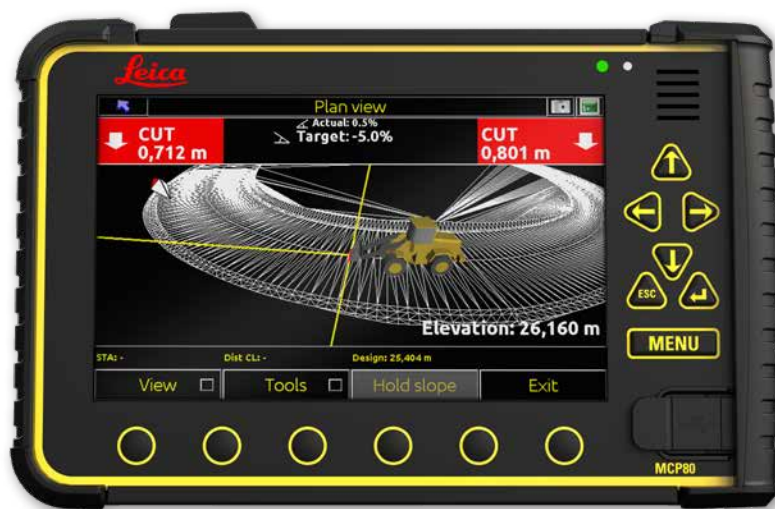 Leica
Plan view
CUT
0,712 m
Actual: 0.5%
Target: -5.0%
CUT
0,801 m
Elevation: 26,160 m
STA: -
Dist CL: -
Design: 25,404 m
View
Tools
Hold slope
Exit
ESC
MENU
MCP80